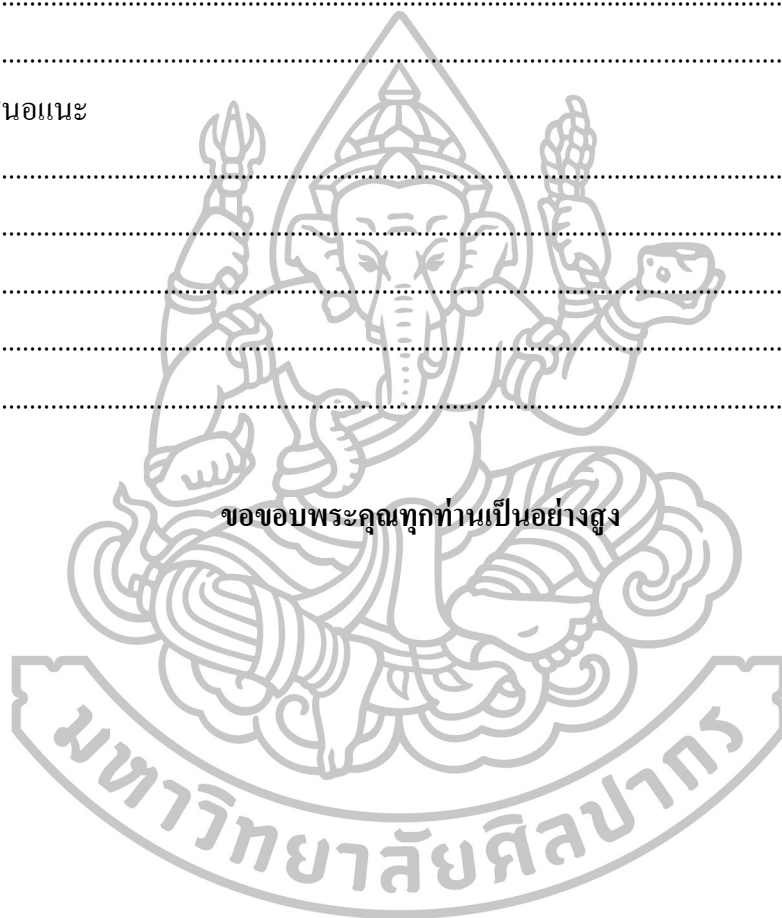 นอแนะ
ขอขอบพระคุณทุกท่านเป็นอย่างสูง
มหาวิทยาลัยศิลปากร